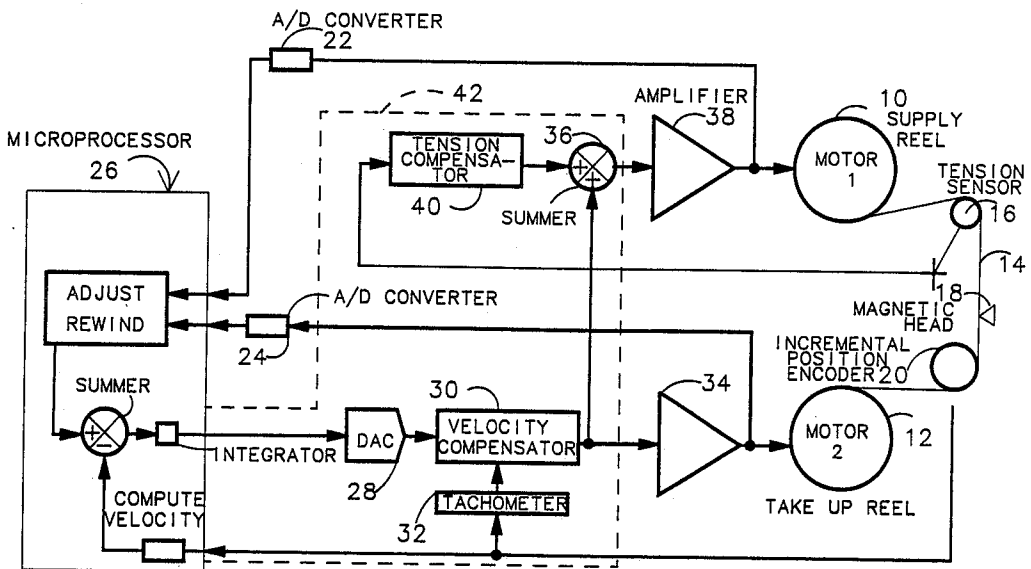 A/D CONVERTER
22
42
AMPLIFIER
38
10
SUPPLY
REEL
MICROPROCESSOR
26
TENSION
COMPENSA-
TOR
40
36
+
-
SUMMER
MOTOR
1
TENSION
SENSOR
16
14
ADJUST
REWIND
A/D CONVERTER
24
18
MAGNETIC
HEAD
INCREMENTAL
POSITION
ENCODER 20
SUMMER
+
-
INTEGRATOR
DAC
28
30
VELOCITY
COMPENSATOR
34
MOTOR
2
12
COMPUTE
VELOCITY
32
TACHOMETER
TAKE UP REEL